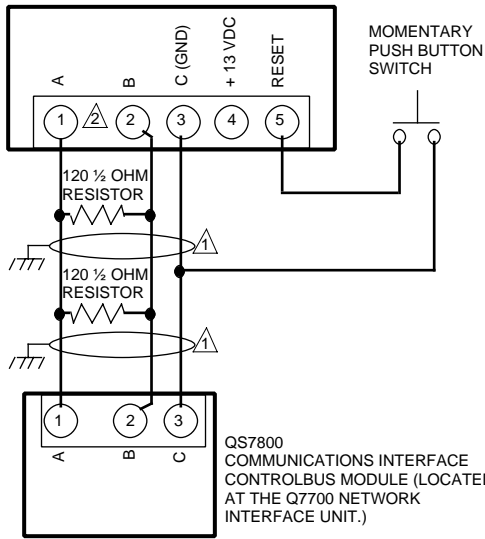 MOMENTARY
PUSH BUTTON
SWITCH
A
B
C (GND)
+ 13 VDC
RESET
1
2
2
3
4
5
120 ½ OHM
RESISTOR
1
120 ½ OHM
RESISTOR
1
1
2
3
A
B
C
QS7800
COMMUNICATIONS INTERFACE
CONTROLBUS MODULE (LOCATED
AT THE Q7700 NETWORK
INTERFACE UNIT.)